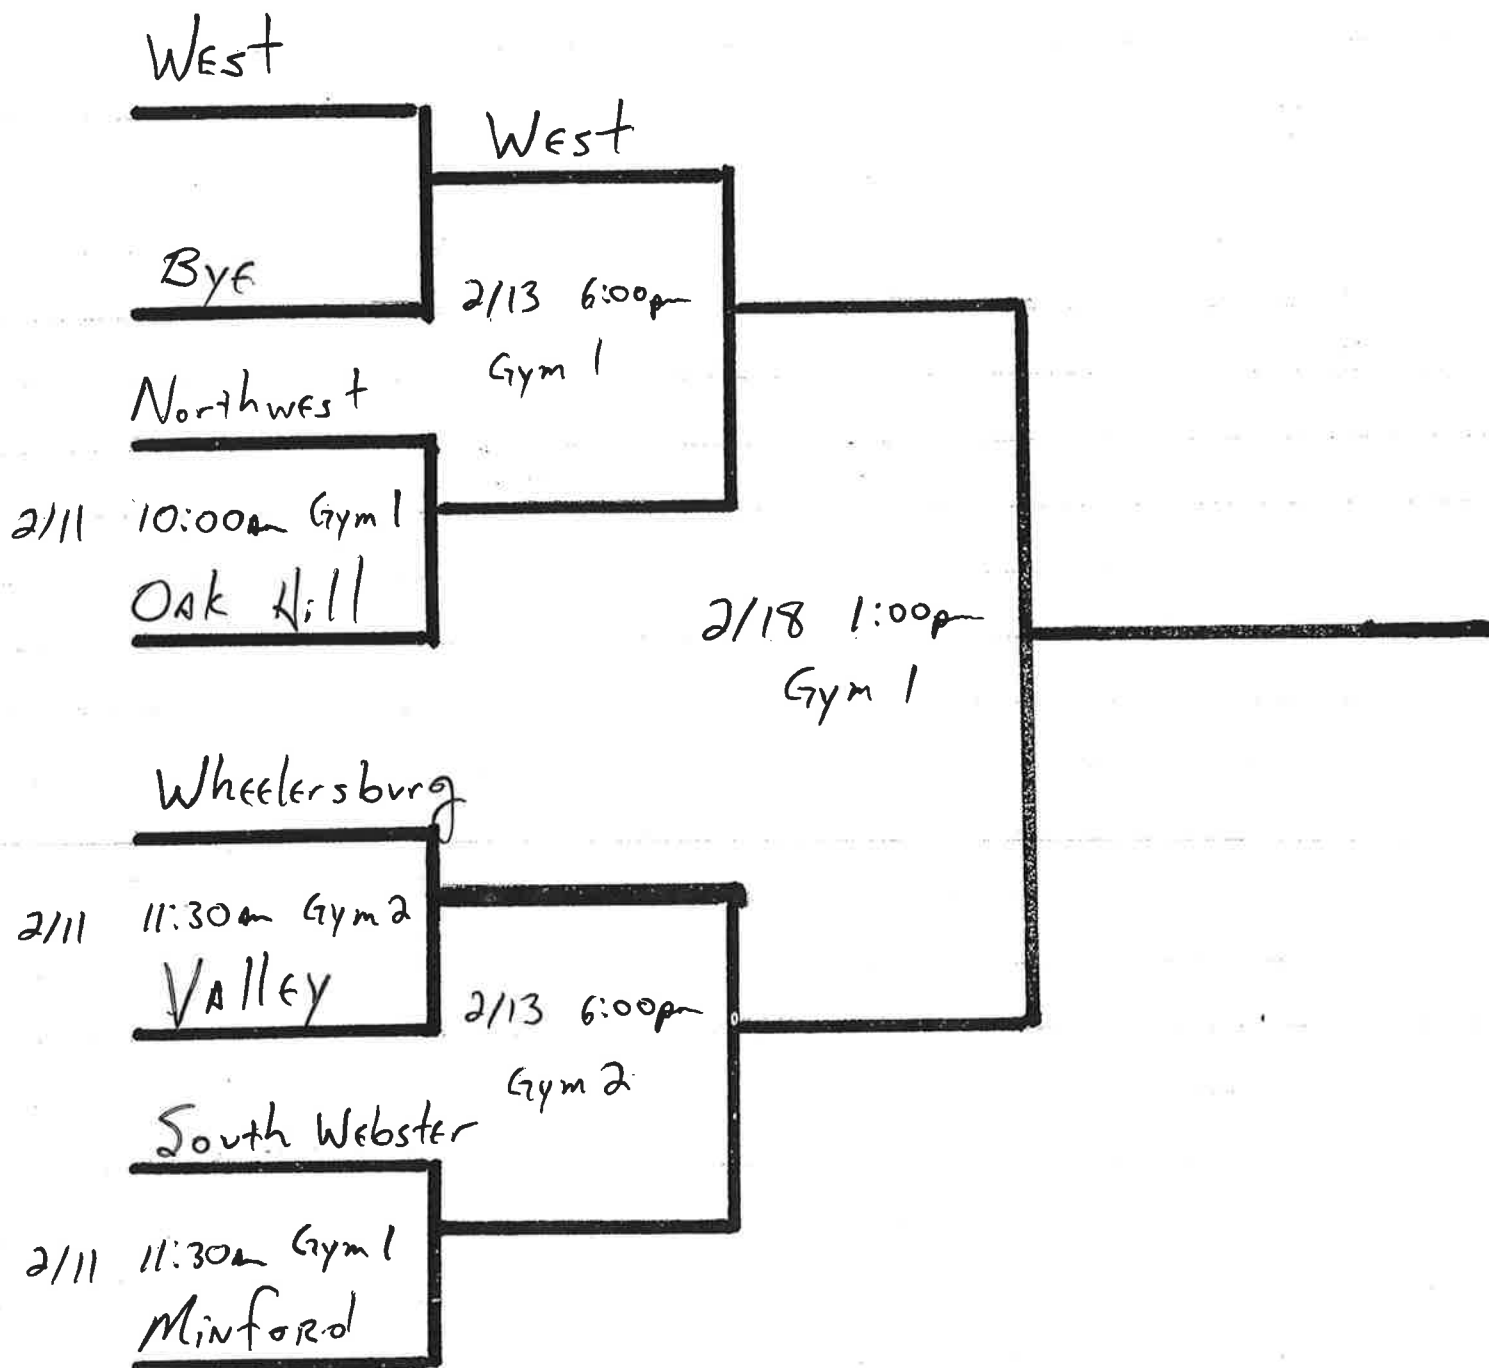 West
West
Bye
2/13 6:00pm
Gym 1
Northwest
2/11 10:00am Gym 1
Oak Hill
2/18 1:00pm
Gym 1
Wheelersburg
2/11 11:30am Gym 2
Valley
2/13 6:00pm
Gym 2
South Webster
2/11 11:30am Gym 1
Minford